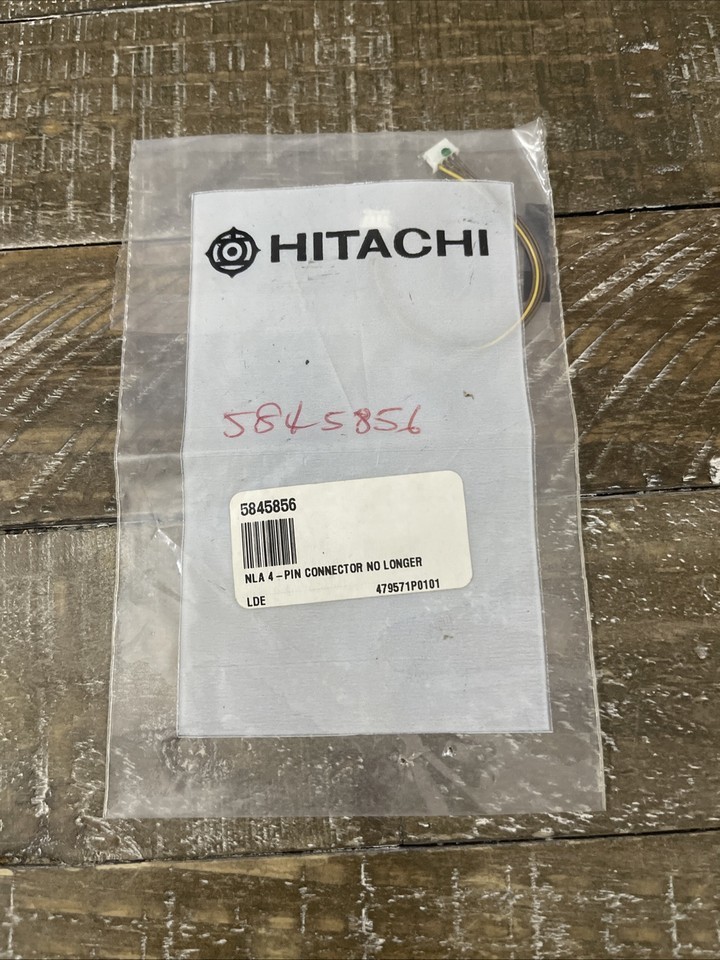 HITACHI
5845856
5845856
NLA 4-PIN CONNECTOR NO LONGER
LDE 479571P0101